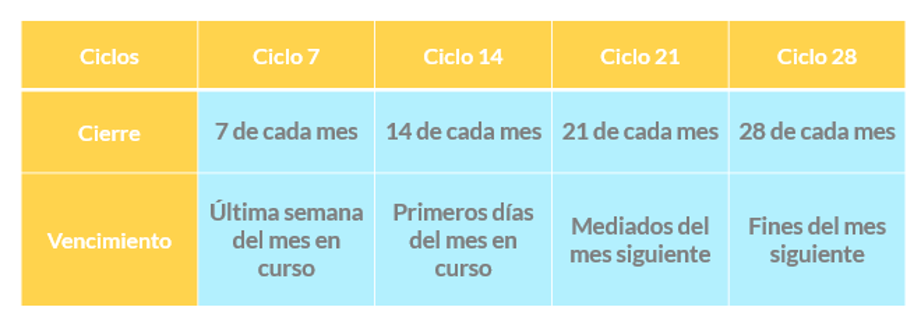 Ciclos Ciclo 7 Ciclo 14 Ciclo 21 Ciclo 28
Cierre 7 de cada mes 14 de cada mes 21 de cada mes 28 de cada mes
Vencimiento
Última semana
del mes en
curso
Primeros días
del mes en
curso
Mediados del
mes siguiente
Fines del mes
siguiente